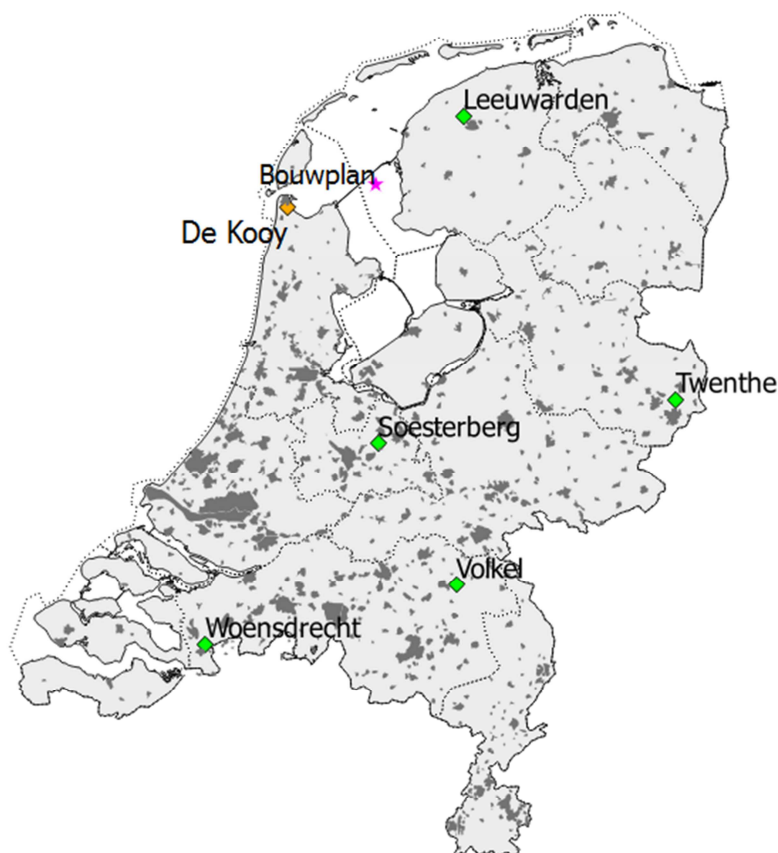 Leeuwarden
Bouwplan
De Kooy
Twenthe
Soesterberg
Volkel
Woensdrecht